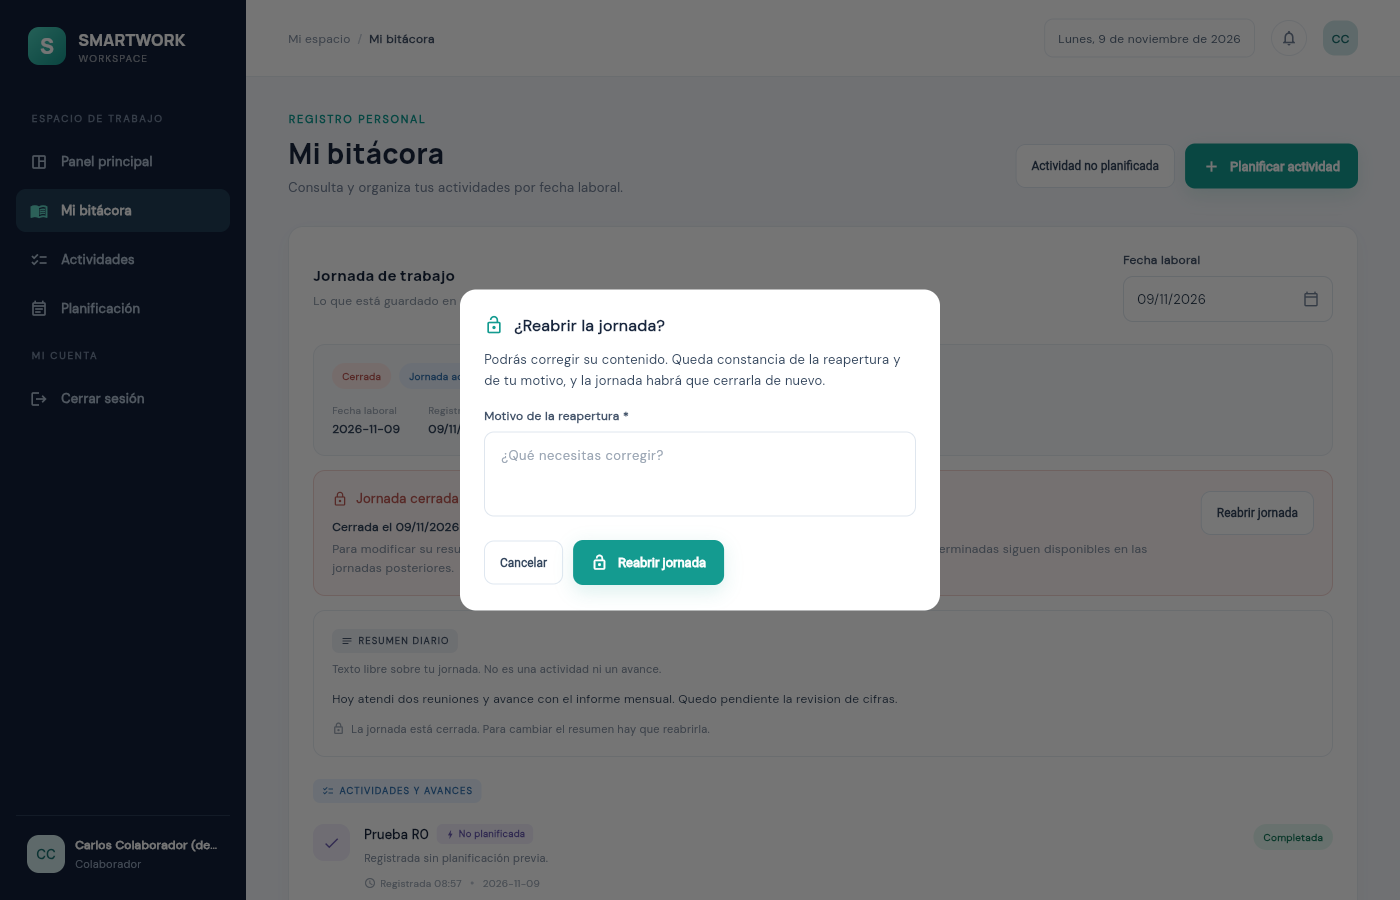 S
SMARTWORK
WORKSPACE
ESPACIO DE TRABAJO
Panel principal
Mi bitácora
Actividades
Planificación
MI CUENTA
Cerrar sesión
CC
Carlos Colaborador (de...
Colaborador
Mi espacio / Mi bitácora
Lunes, 9 de noviembre de 2026
CC
REGISTRO PERSONAL
Mi bitácora
Consulta y organiza tus actividades por fecha laboral.
Actividad no planificada
+ Planificar actividad
Jornada de trabajo
Lo que está guardado en
Fecha laboral
09/11/2026
Cerrada
Jornada
Fecha laboral
2026-11-09
09/11/
Jornada cerrada
Cerrada el 09/11/2026
Para modificar su
jornadas posteriores.
siguen disponibles en las
Reabrir jornada
¿Reabrir la jornada?
Podrás corregir su contenido. Queda constancia de la reapertura y
de tu motivo, y la jornada habrá que cerrarla de nuevo.
Motivo de la reapertura *
¿Qué necesitas corregir?
Cancelar
Reabrir jornada
RESUMEN DIARIO
Texto libre sobre tu jornada. No es una actividad ni un avance.
Hoy atendi dos reuniones y avance con el informe mensual. Quedo pendiente la revision de cifras.
La jornada está cerrada. Para cambiar el resumen hay que reabrirla.
ACTIVIDADES Y AVANCES
Prueba R0
No planificada
Completada
Registrada sin planificación previa.
Registrada 08:57 • 2026-11-09